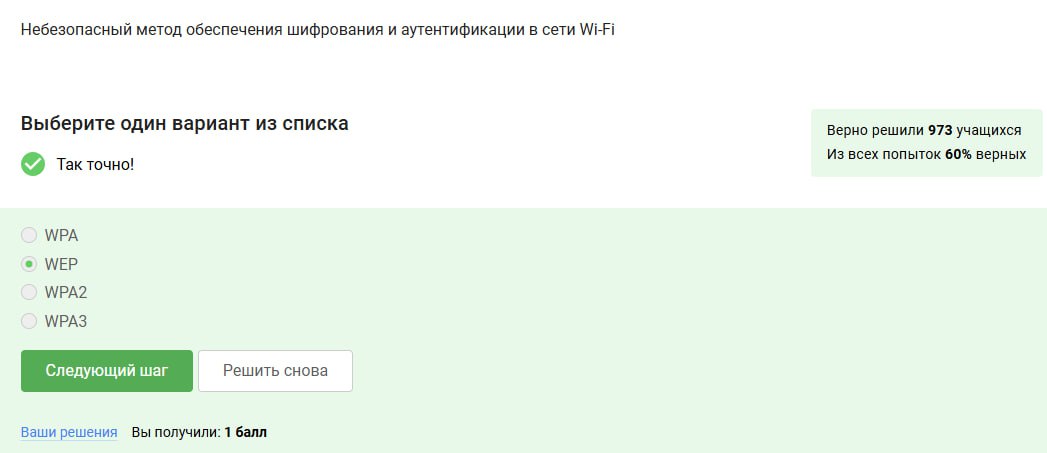 Небезопасный метод обеспечения шифрования и аутентификации в сети Wi-Fi
Выберите один вариант из списка
Так точно!
Верно решили 973 учащихся
Из всех попыток 60% верных
WPA
WEP
WPA2
WPA3
Следующий шаг
Решить снова
Ваши решения Вы получили: 1 балл